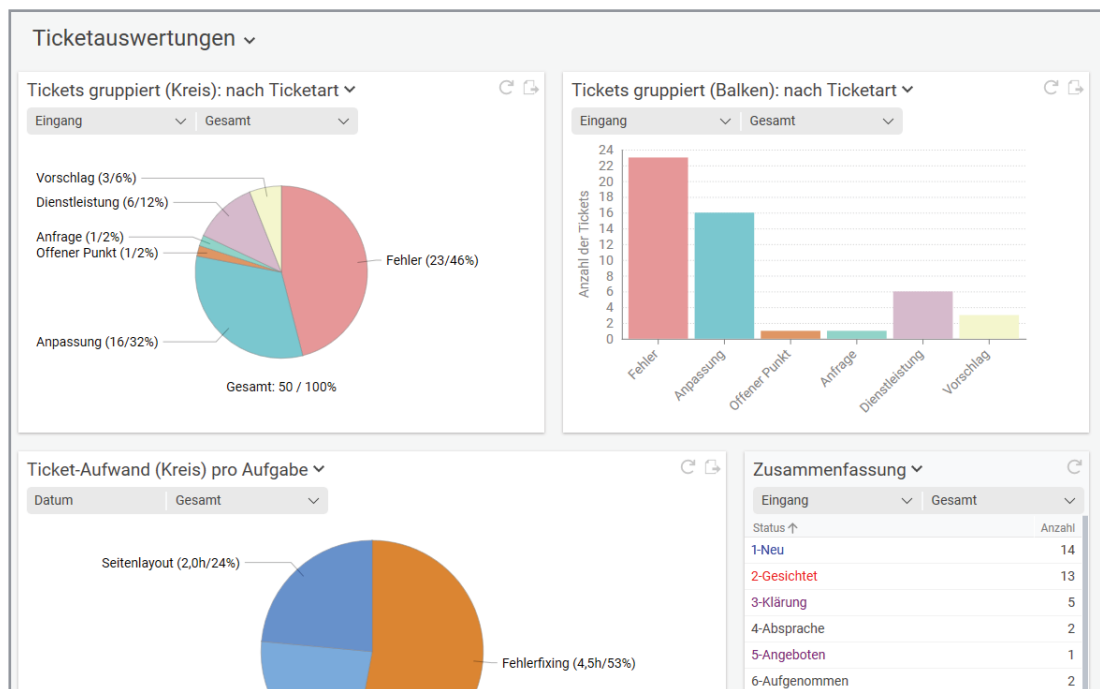 Ticketauswertungen
Tickets gruppiert (Kreis): nach Ticketart
Eingang Gesamt
Vorschlag (3/6%)
Dienstleistung (6/12%)
Anfrage (1/2%)
Offener Punkt (1/2%)
Fehler (23/46%)
Anpassung (16/32%)
Gesamt: 50 / 100%
Tickets gruppiert (Balken): nach Ticketart
Eingang Gesamt
Anzahl der Tickets
24
22
20
18
16
14
12
10
8
6
4
2
0
Fehler
Anpassung
Offener Punkt
Anfrage
Dienstleistung
Vorschlag
Ticket-Aufwand (Kreis) pro Aufgabe
Datum Gesamt
Seitenlayout (2,0h/24%)
Fehlerfixing (4,5h/53%)
Zusammenfassung
Eingang Gesamt
Status Anzahl
1-Neu 14
2-Gesichtet 13
3-Klärung 5
4-Absprache 2
5-Angeboten 1
6-Aufgenommen 2